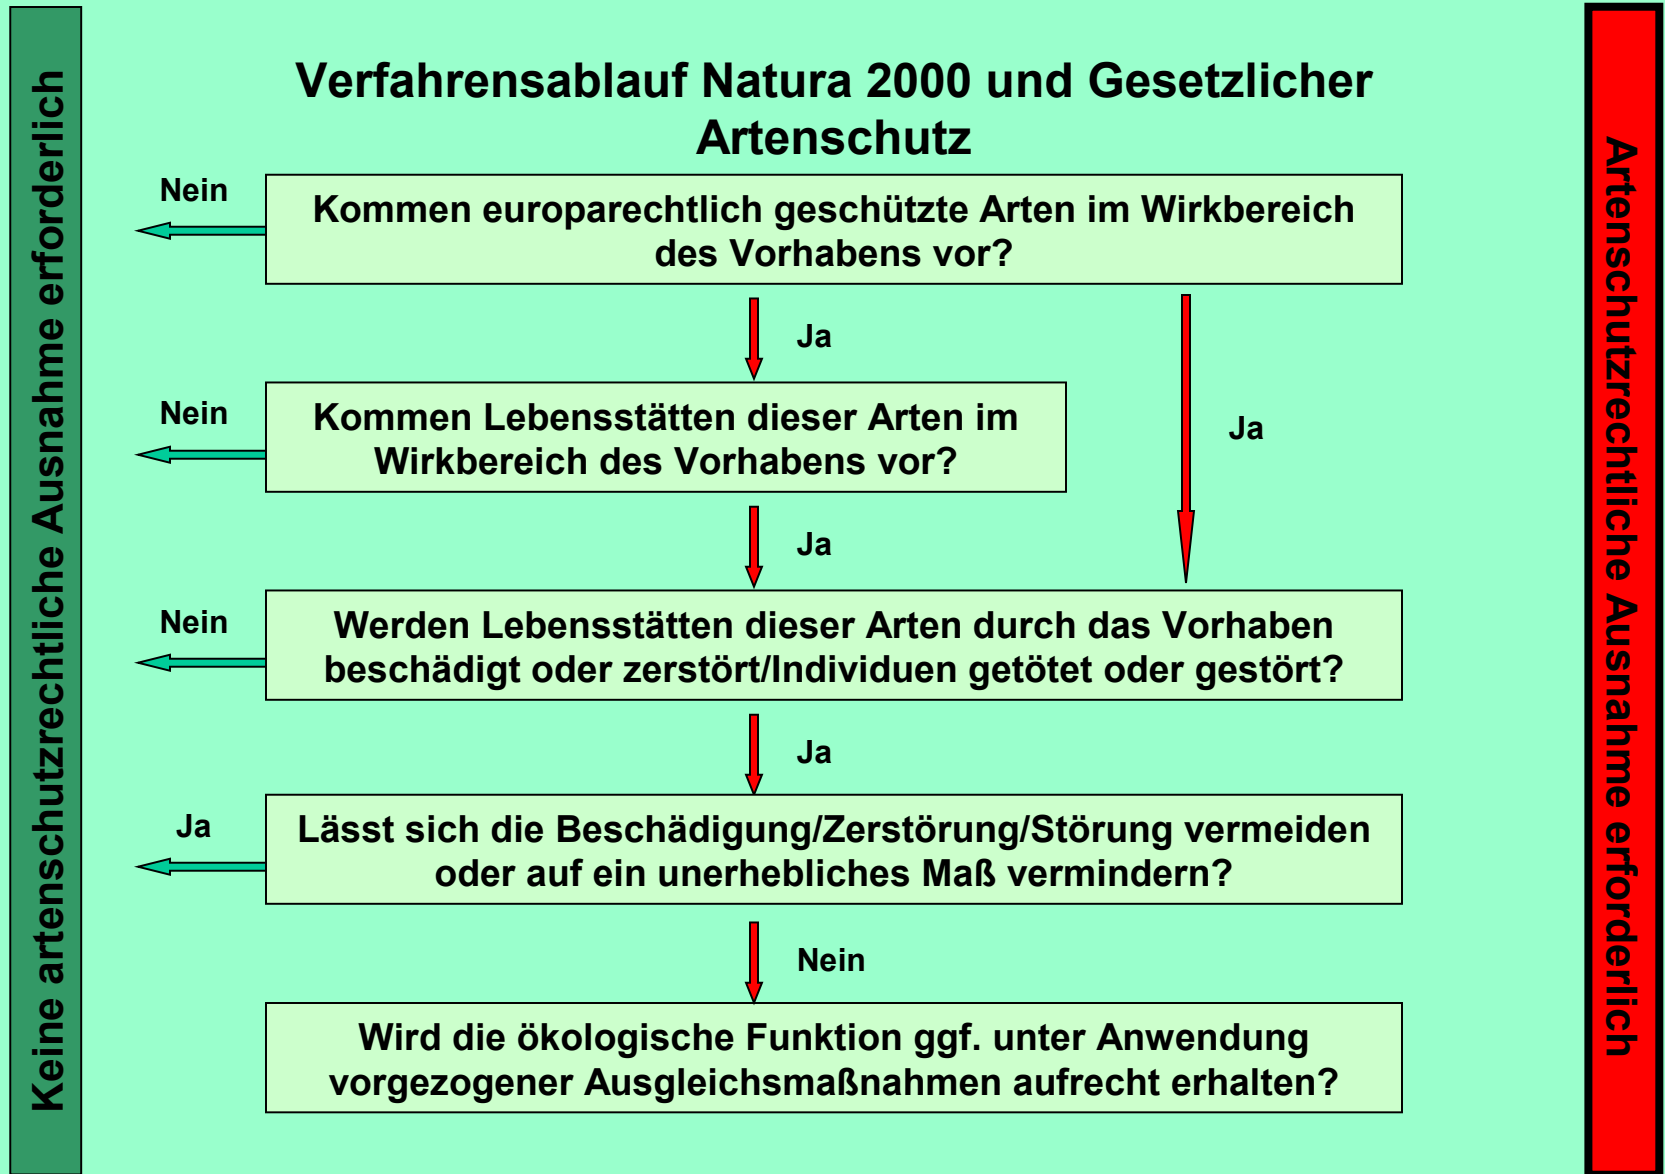 Keine artenschutzrechtliche Ausnahme erforderlich
Verfahrensablauf Natura 2000 und Gesetzlicher
Artenschutz
Nein
Kommen europarechtlich geschützte Arten im Wirkbereich
des Vorhabens vor?
Ja
Ja
Nein
Kommen Lebensstätten dieser Arten im
Wirkbereich des Vorhabens vor?
Ja
Nein
Werden Lebensstätten dieser Arten durch das Vorhaben
beschädigt oder zerstört/Individuen getötet oder gestört?
Ja
Ja
Lässt sich die Beschädigung/Zerstörung/Störung vermeiden
oder auf ein unerhebliches Maß vermindern?
Nein
Wird die ökologische Funktion ggf. unter Anwendung
vorgezogener Ausgleichsmaßnahmen aufrecht erhalten?
Artenschutzrechtliche Ausnahme erforderlich